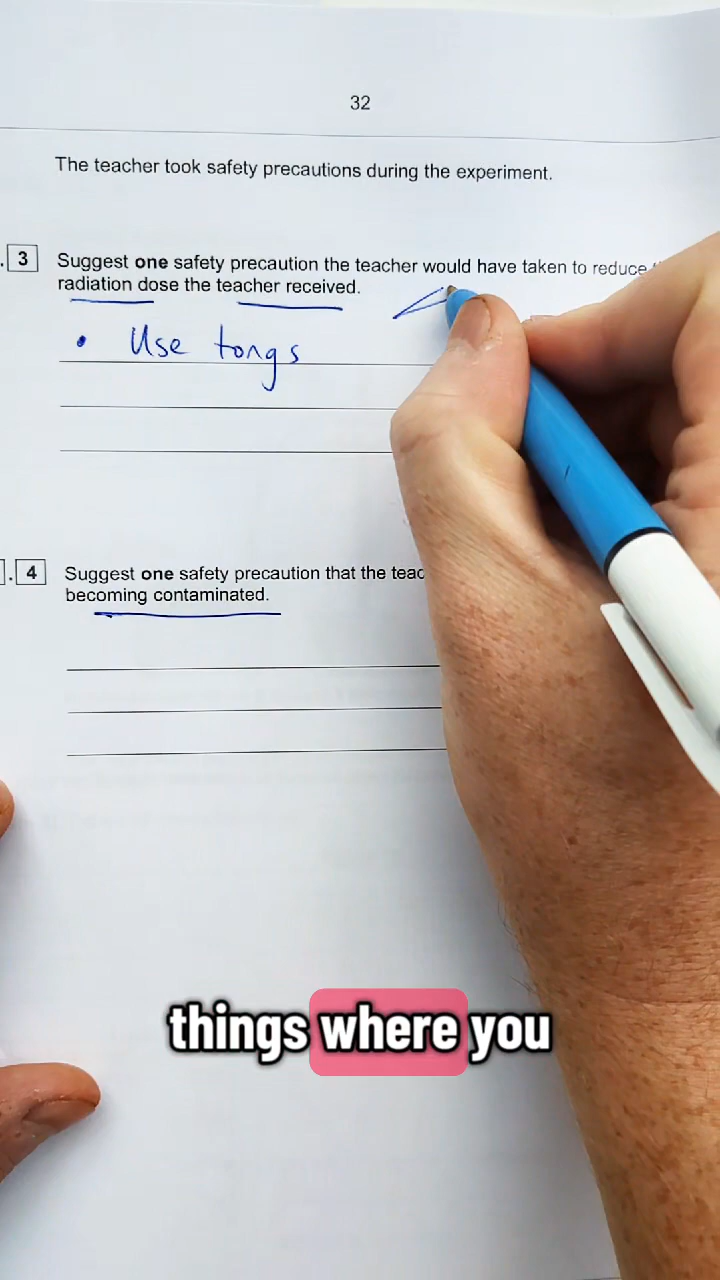 32
The teacher took safety precautions during the experiment.
.3 Suggest one safety precaution the teacher would have taken to reduce
radiation dose the teacher received.
• Use tongs
.4 Suggest one safety precaution that the
becoming contaminated.
things where you